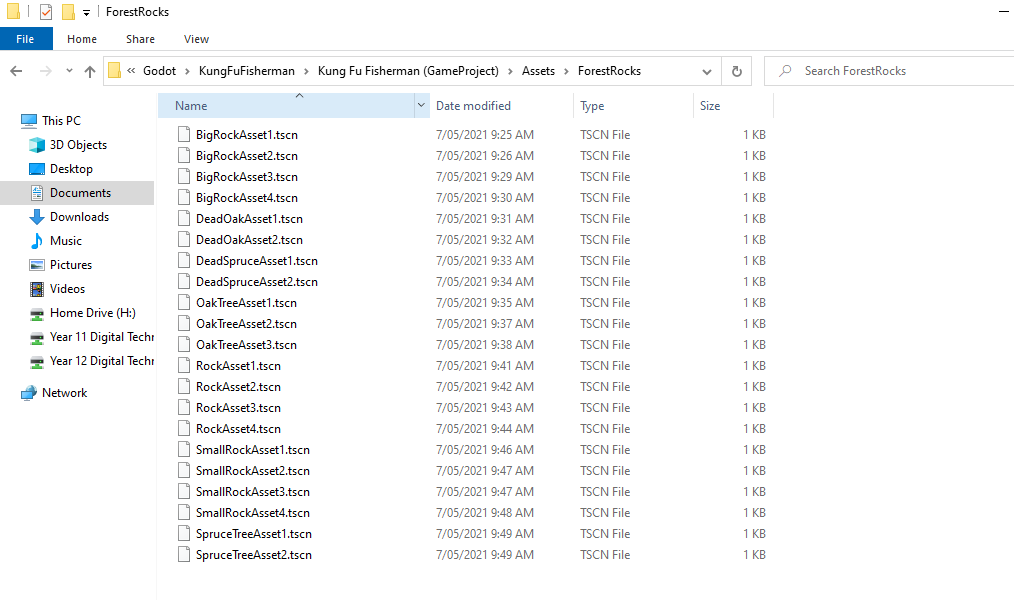 ForestRocks
File Home Share View
« Godot > KungFuFisherman > Kung Fu Fisherman (GameProject) > Assets > ForestRocks Search ForestRocks
Name Date modified Type Size
This PC
3D Objects
Desktop
Documents
Downloads
Music
Pictures
Videos
Home Drive (H:)
Year 11 Digital Techr
Year 12 Digital Techr
Network
BigRockAsset1.tscn 7/05/2021 9:25 AM TSCN File 1 KB
BigRockAsset2.tscn 7/05/2021 9:26 AM TSCN File 1 KB
BigRockAsset3.tscn 7/05/2021 9:29 AM TSCN File 1 KB
BigRockAsset4.tscn 7/05/2021 9:30 AM TSCN File 1 KB
DeadOakAsset1.tscn 7/05/2021 9:31 AM TSCN File 1 KB
DeadOakAsset2.tscn 7/05/2021 9:32 AM TSCN File 1 KB
DeadSpruceAsset1.tscn 7/05/2021 9:33 AM TSCN File 1 KB
DeadSpruceAsset2.tscn 7/05/2021 9:34 AM TSCN File 1 KB
OakTreeAsset1.tscn 7/05/2021 9:35 AM TSCN File 1 KB
OakTreeAsset2.tscn 7/05/2021 9:37 AM TSCN File 1 KB
OakTreeAsset3.tscn 7/05/2021 9:38 AM TSCN File 1 KB
RockAsset1.tscn 7/05/2021 9:41 AM TSCN File 1 KB
RockAsset2.tscn 7/05/2021 9:42 AM TSCN File 1 KB
RockAsset3.tscn 7/05/2021 9:43 AM TSCN File 1 KB
RockAsset4.tscn 7/05/2021 9:44 AM TSCN File 1 KB
SmallRockAsset1.tscn 7/05/2021 9:46 AM TSCN File 1 KB
SmallRockAsset2.tscn 7/05/2021 9:47 AM TSCN File 1 KB
SmallRockAsset3.tscn 7/05/2021 9:47 AM TSCN File 1 KB
SmallRockAsset4.tscn 7/05/2021 9:48 AM TSCN File 1 KB
SpruceTreeAsset1.tscn 7/05/2021 9:49 AM TSCN File 1 KB
SpruceTreeAsset2.tscn 7/05/2021 9:49 AM TSCN File 1 KB